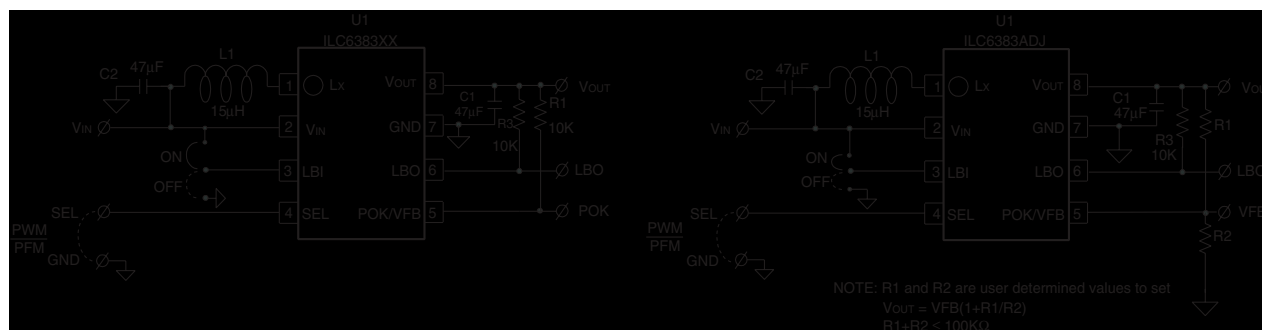 U1
ILC6383XX
L1
47μF
C2
15μH
1
Lx
VOUT
8
VOUT
C1
47μF
R1
10K
R3
10K
VIN
2
VIN
GND
7
ON
OFF
3
LBI
LBO
6
LBO
SEL
4
SEL
POK/VFB
5
POK
PWM
PFM
GND
U1
ILC6383ADJ
L1
47μF
C2
15μH
1
Lx
VOUT
8
C1
47μF
R1
R3
10K
VIN
2
VIN
GND
7
ON
OFF
3
LBI
LBO
6
LBO
SEL
4
SEL
POK/VFB
5
VFB
PWM
PFM
GND
R2
NOTE: R1 and R2 are user determined values to set
VOUT = VFB(1+R1/R2)
R1+R2 ≤ 100KΩ